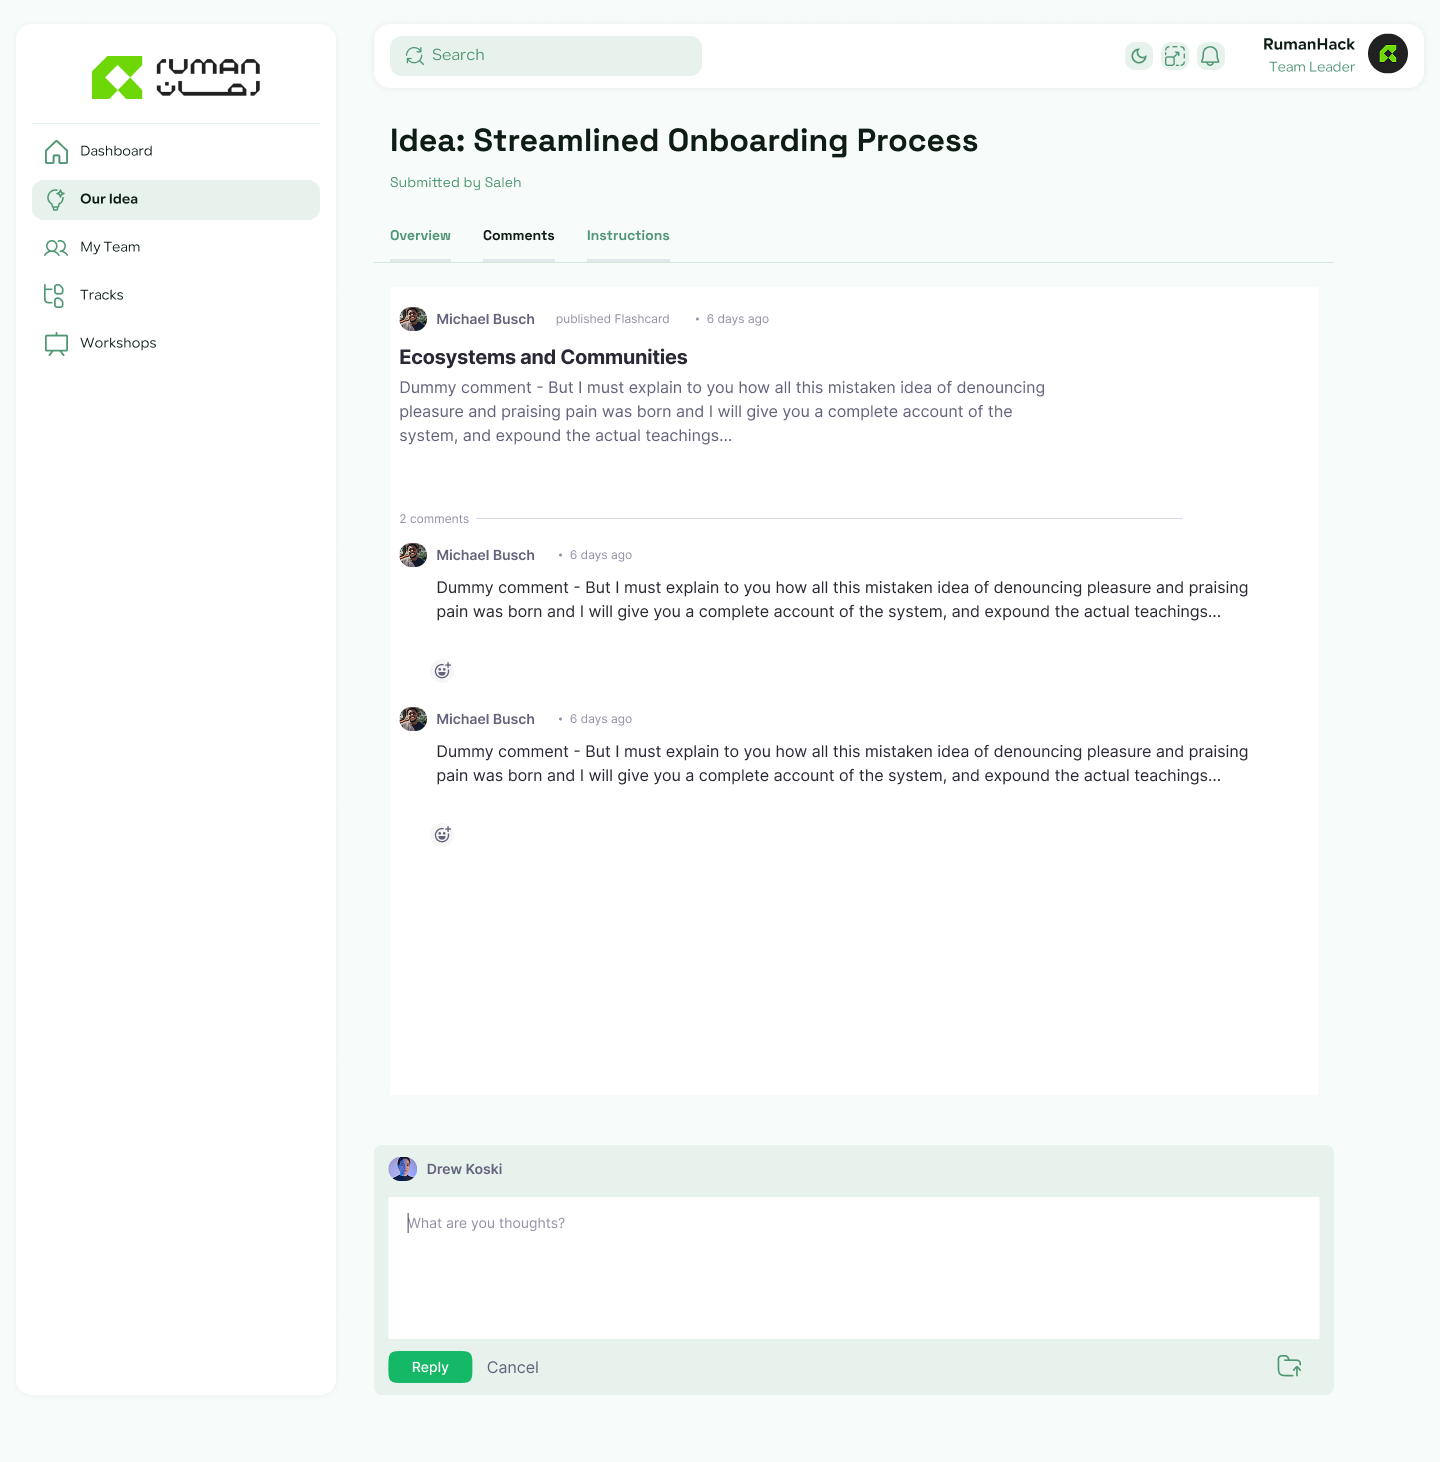 ruman
رمــان
Dashboard
Our Idea
My Team
Tracks
Workshops
Search
RumanHack
Team Leader
Idea: Streamlined Onboarding Process
Submitted by Saleh
Overview Comments Instructions
Michael Busch published Flashcard • 6 days ago
Ecosystems and Communities
Dummy comment - But I must explain to you how all this mistaken idea of denouncing
pleasure and praising pain was born and I will give you a complete account of the
system, and expound the actual teachings...
2 comments
Michael Busch • 6 days ago
Dummy comment - But I must explain to you how all this mistaken idea of denouncing pleasure and praising
pain was born and I will give you a complete account of the system, and expound the actual teachings...
Michael Busch • 6 days ago
Dummy comment - But I must explain to you how all this mistaken idea of denouncing pleasure and praising
pain was born and I will give you a complete account of the system, and expound the actual teachings...
Drew Koski
What are you thoughts?
Reply Cancel